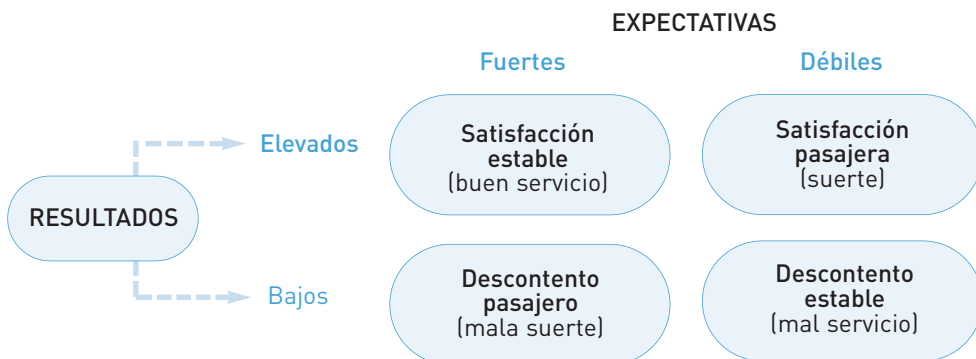 EXPECTATIVAS
Fuertes
Débiles
Elevados
Satisfacción
estable
(buen servicio)
Satisfacción
pasajera
(suerte)
RESULTADOS
Bajos
Descontento
pasajero
(mala suerte)
Descontento
estable
(mal servicio)